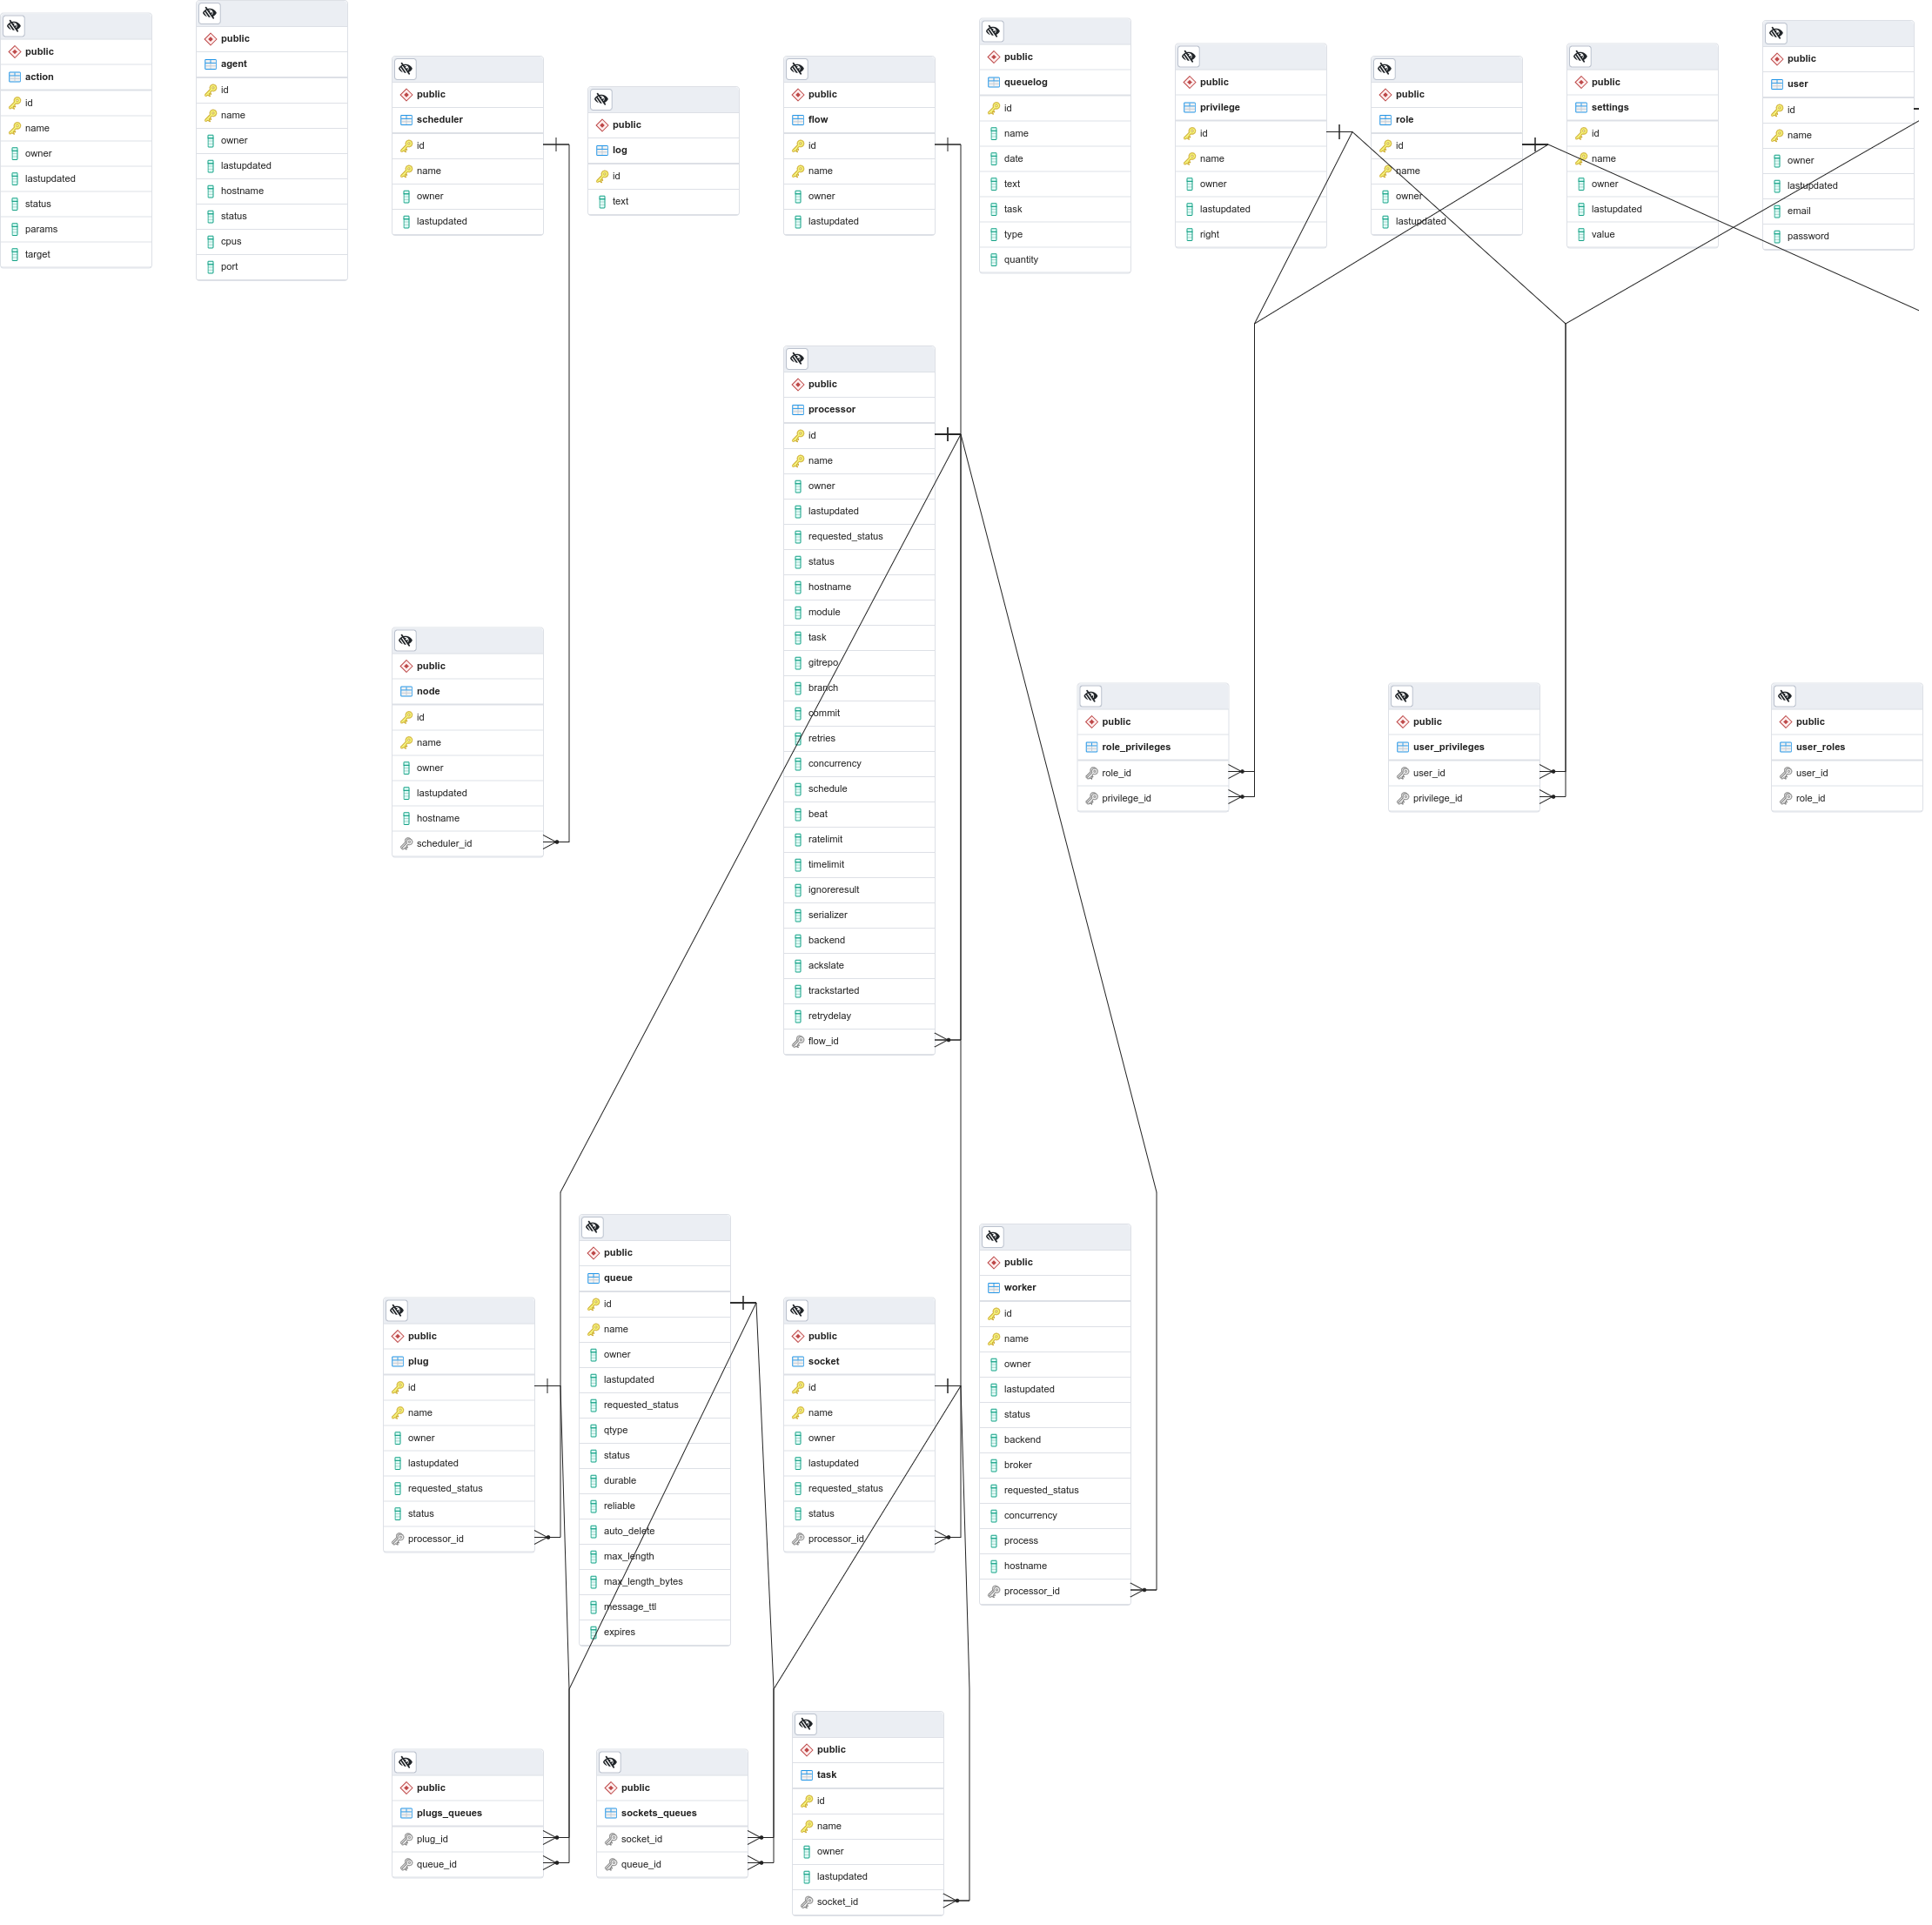 public
action
id
name
owner
lastupdated
status
params
target
public
agent
id
name
owner
lastupdated
hostname
status
cpus
port
public
scheduler
id
name
owner
lastupdated
public
log
id
text
public
flow
id
name
owner
lastupdated
public
queuelog
id
name
date
text
task
type
quantity
public
privilege
id
name
owner
lastupdated
right
public
role
id
name
owner
lastupdated
public
settings
id
name
owner
lastupdated
value
public
user
id
name
owner
lastupdated
email
password
public
processor
id
name
owner
lastupdated
requested_status
status
hostname
module
task
gitrepo
branch
commit
retries
concurrency
schedule
beat
ratelimit
timelimit
ignoreresult
serializer
backend
ackslate
trackstarted
retrydelay
flow_id
public
node
id
name
owner
lastupdated
hostname
scheduler_id
public
role_privileges
role_id
privilege_id
public
user_privileges
user_id
privilege_id
public
user_roles
user_id
role_id
public
plug
id
name
owner
lastupdated
requested_status
status
processor_id
public
queue
id
name
owner
lastupdated
requested_status
qtype
status
durable
reliable
auto_delete
max_length
max_length_bytes
message_ttl
expires
public
socket
id
name
owner
lastupdated
requested_status
status
processor_id
public
worker
id
name
owner
lastupdated
status
backend
broker
requested_status
concurrency
process
hostname
processor_id
public
plugs_queues
plug_id
queue_id
public
sockets_queues
socket_id
queue_id
public
task
id
name
owner
lastupdated
socket_id